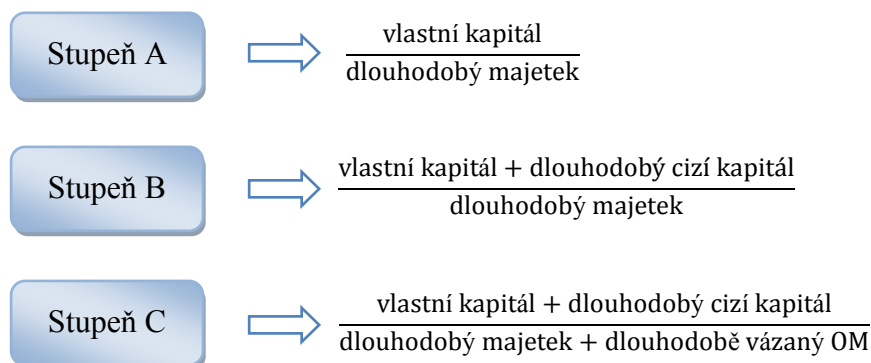 Stupeň A
vlastní kapitál
dlouhodobý majetek
Stupeň B
vlastní kapitál + dlouhodobý cizí kapitál
dlouhodobý majetek
Stupeň C
vlastní kapitál + dlouhodobý cizí kapitál
dlouhodobý majetek + dlouhodobě vázaný OM